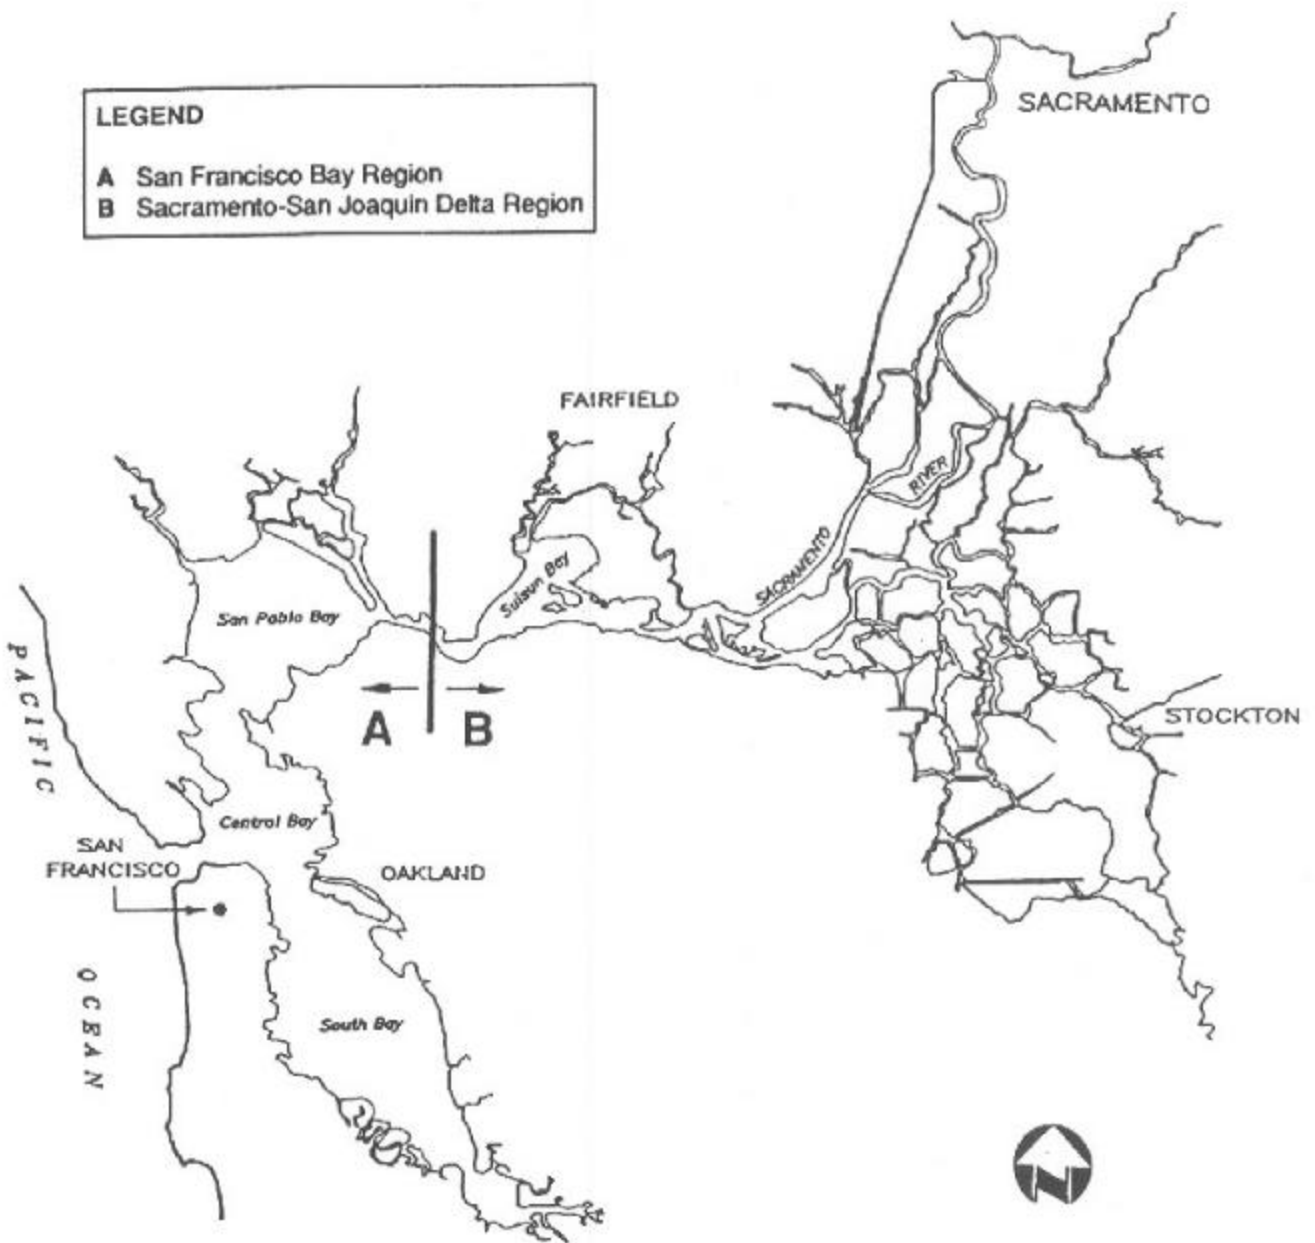 SACRAMENTO
LEGEND
A San Francisco Bay Region
B Sacramento-San Joaquin Delta Region
FAIRFIELD
RIVER
SACRAMENTO
Suisun Bay
San Pablo Bay
PACIFIC
A B
STOCKTON
Central Bay
SAN
FRANCISCO
OAKLAND
OCEAN
South Bay
N